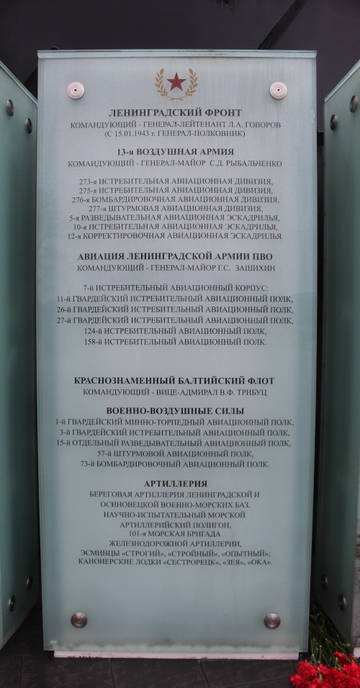 ЛЕНИНГРАДСКИЙ ФРОНТ
КОМАНДУЮЩИЙ - ГЕНЕРАЛ-ЛЕЙТЕНАНТ Л.А. ГОВОРОВ
(С 15.01.1943 г. ГЕНЕРАЛ-ПОЛКОВНИК)
13-я ВОЗДУШНАЯ АРМИЯ
КОМАНДУЮЩИЙ - ГЕНЕРАЛ-МАЙОР С.Д. РЫБАЛЬЧЕНКО
273-я ИСТРЕБИТЕЛЬНАЯ АВИАЦИОННАЯ ДИВИЗИЯ,
275-я ИСТРЕБИТЕЛЬНАЯ АВИАЦИОННАЯ ДИВИЗИЯ,
276-я БОМБАРДИРОВОЧНАЯ АВИАЦИОННАЯ ДИВИЗИЯ,
277-я ШТУРМОВАЯ АВИАЦИОННАЯ ДИВИЗИЯ,
5-я РАЗВЕДЫВАТЕЛЬНАЯ АВИАЦИОННАЯ ЭСКАДРИЛЬЯ,
10-я ИСТРЕБИТЕЛЬНАЯ АВИАЦИОННАЯ ЭСКАДРИЛЬЯ,
12-я КОРРЕКТИРОВОЧНАЯ АВИАЦИОННАЯ ЭСКАДРИЛЬЯ.
АВИАЦИЯ ЛЕНИНГРАДСКОЙ АРМИИ ПВО
КОМАНДУЮЩИЙ - ГЕНЕРАЛ-МАЙОР Г.С. ЗАШИХИН
7-й ИСТРЕБИТЕЛЬНЫЙ АВИАЦИОННЫЙ КОРПУС:
11-й ГВАРДЕЙСКИЙ ИСТРЕБИТЕЛЬНЫЙ АВИАЦИОННЫЙ ПОЛК,
26-й ГВАРДЕЙСКИЙ ИСТРЕБИТЕЛЬНЫЙ АВИАЦИОННЫЙ ПОЛК,
27-й ГВАРДЕЙСКИЙ ИСТРЕБИТЕЛЬНЫЙ АВИАЦИОННЫЙ ПОЛК,
124-й ИСТРЕБИТЕЛЬНЫЙ АВИАЦИОННЫЙ ПОЛК,
158-й ИСТРЕБИТЕЛЬНЫЙ АВИАЦИОННЫЙ ПОЛК.
КРАСНОЗНАМЕННЫЙ БАЛТИЙСКИЙ ФЛОТ
КОМАНДУЮЩИЙ - ВИЦЕ-АДМИРАЛ В.Ф. ТРИБУЦ
ВОЕННО-ВОЗДУШНЫЕ СИЛЫ
1-й ГВАРДЕЙСКИЙ МИННО-ТОРПЕДНЫЙ АВИАЦИОННЫЙ ПОЛК,
3-й ГВАРДЕЙСКИЙ ИСТРЕБИТЕЛЬНЫЙ АВИАЦИОННЫЙ ПОЛК,
15-й ОТДЕЛЬНЫЙ РАЗВЕДЫВАТЕЛЬНЫЙ АВИАЦИОННЫЙ ПОЛК,
57-й ШТУРМОВОЙ АВИАЦИОННЫЙ ПОЛК,
73-й БОМБАРДИРОВОЧНЫЙ АВИАЦИОННЫЙ ПОЛК.
АРТИЛЛЕРИЯ
БЕРЕГОВАЯ АРТИЛЛЕРИЯ ЛЕНИНГРАДСКОЙ И
ОСИНОВЕЦКОЙ ВОЕННО-МОРСКИХ БАЗ,
НАУЧНО-ИСПЫТАТЕЛЬНЫЙ МОРСКОЙ
АРТИЛЛЕРИЙСКИЙ ПОЛИГОН,
101-я МОРСКАЯ БРИГАДА
ЖЕЛЕЗНОДОРОЖНОЙ АРТИЛЛЕРИИ,
ЭСМИНЦЫ «СТРОГИЙ», «СТРОЙНЫЙ», «ОПЫТНЫЙ»;
КАНОНЕРСКИЕ ЛОДКИ «СЕСТРОРЕЦК», «ЗЕЯ», «ОКА».